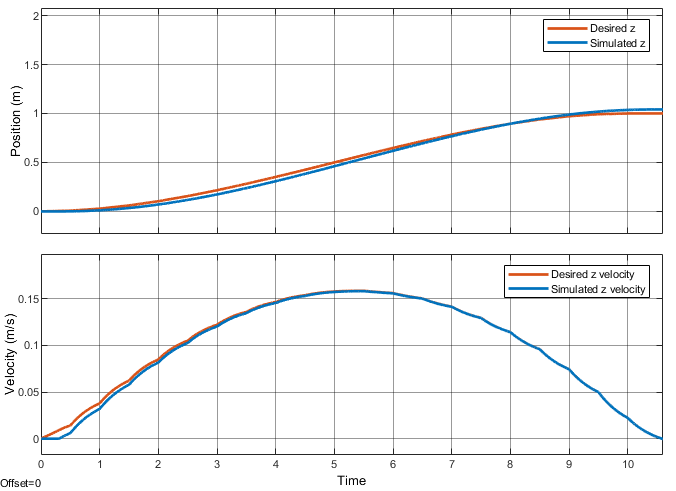 2
1.5
1
0.5
0
Position (m)
Desired z
Simulated z
0.15
0.1
0.05
0
Velocity (m/s)
Desired z velocity
Simulated z velocity
0 1 2 3 4 5 6 7 8 9 10
Time
Offset=0